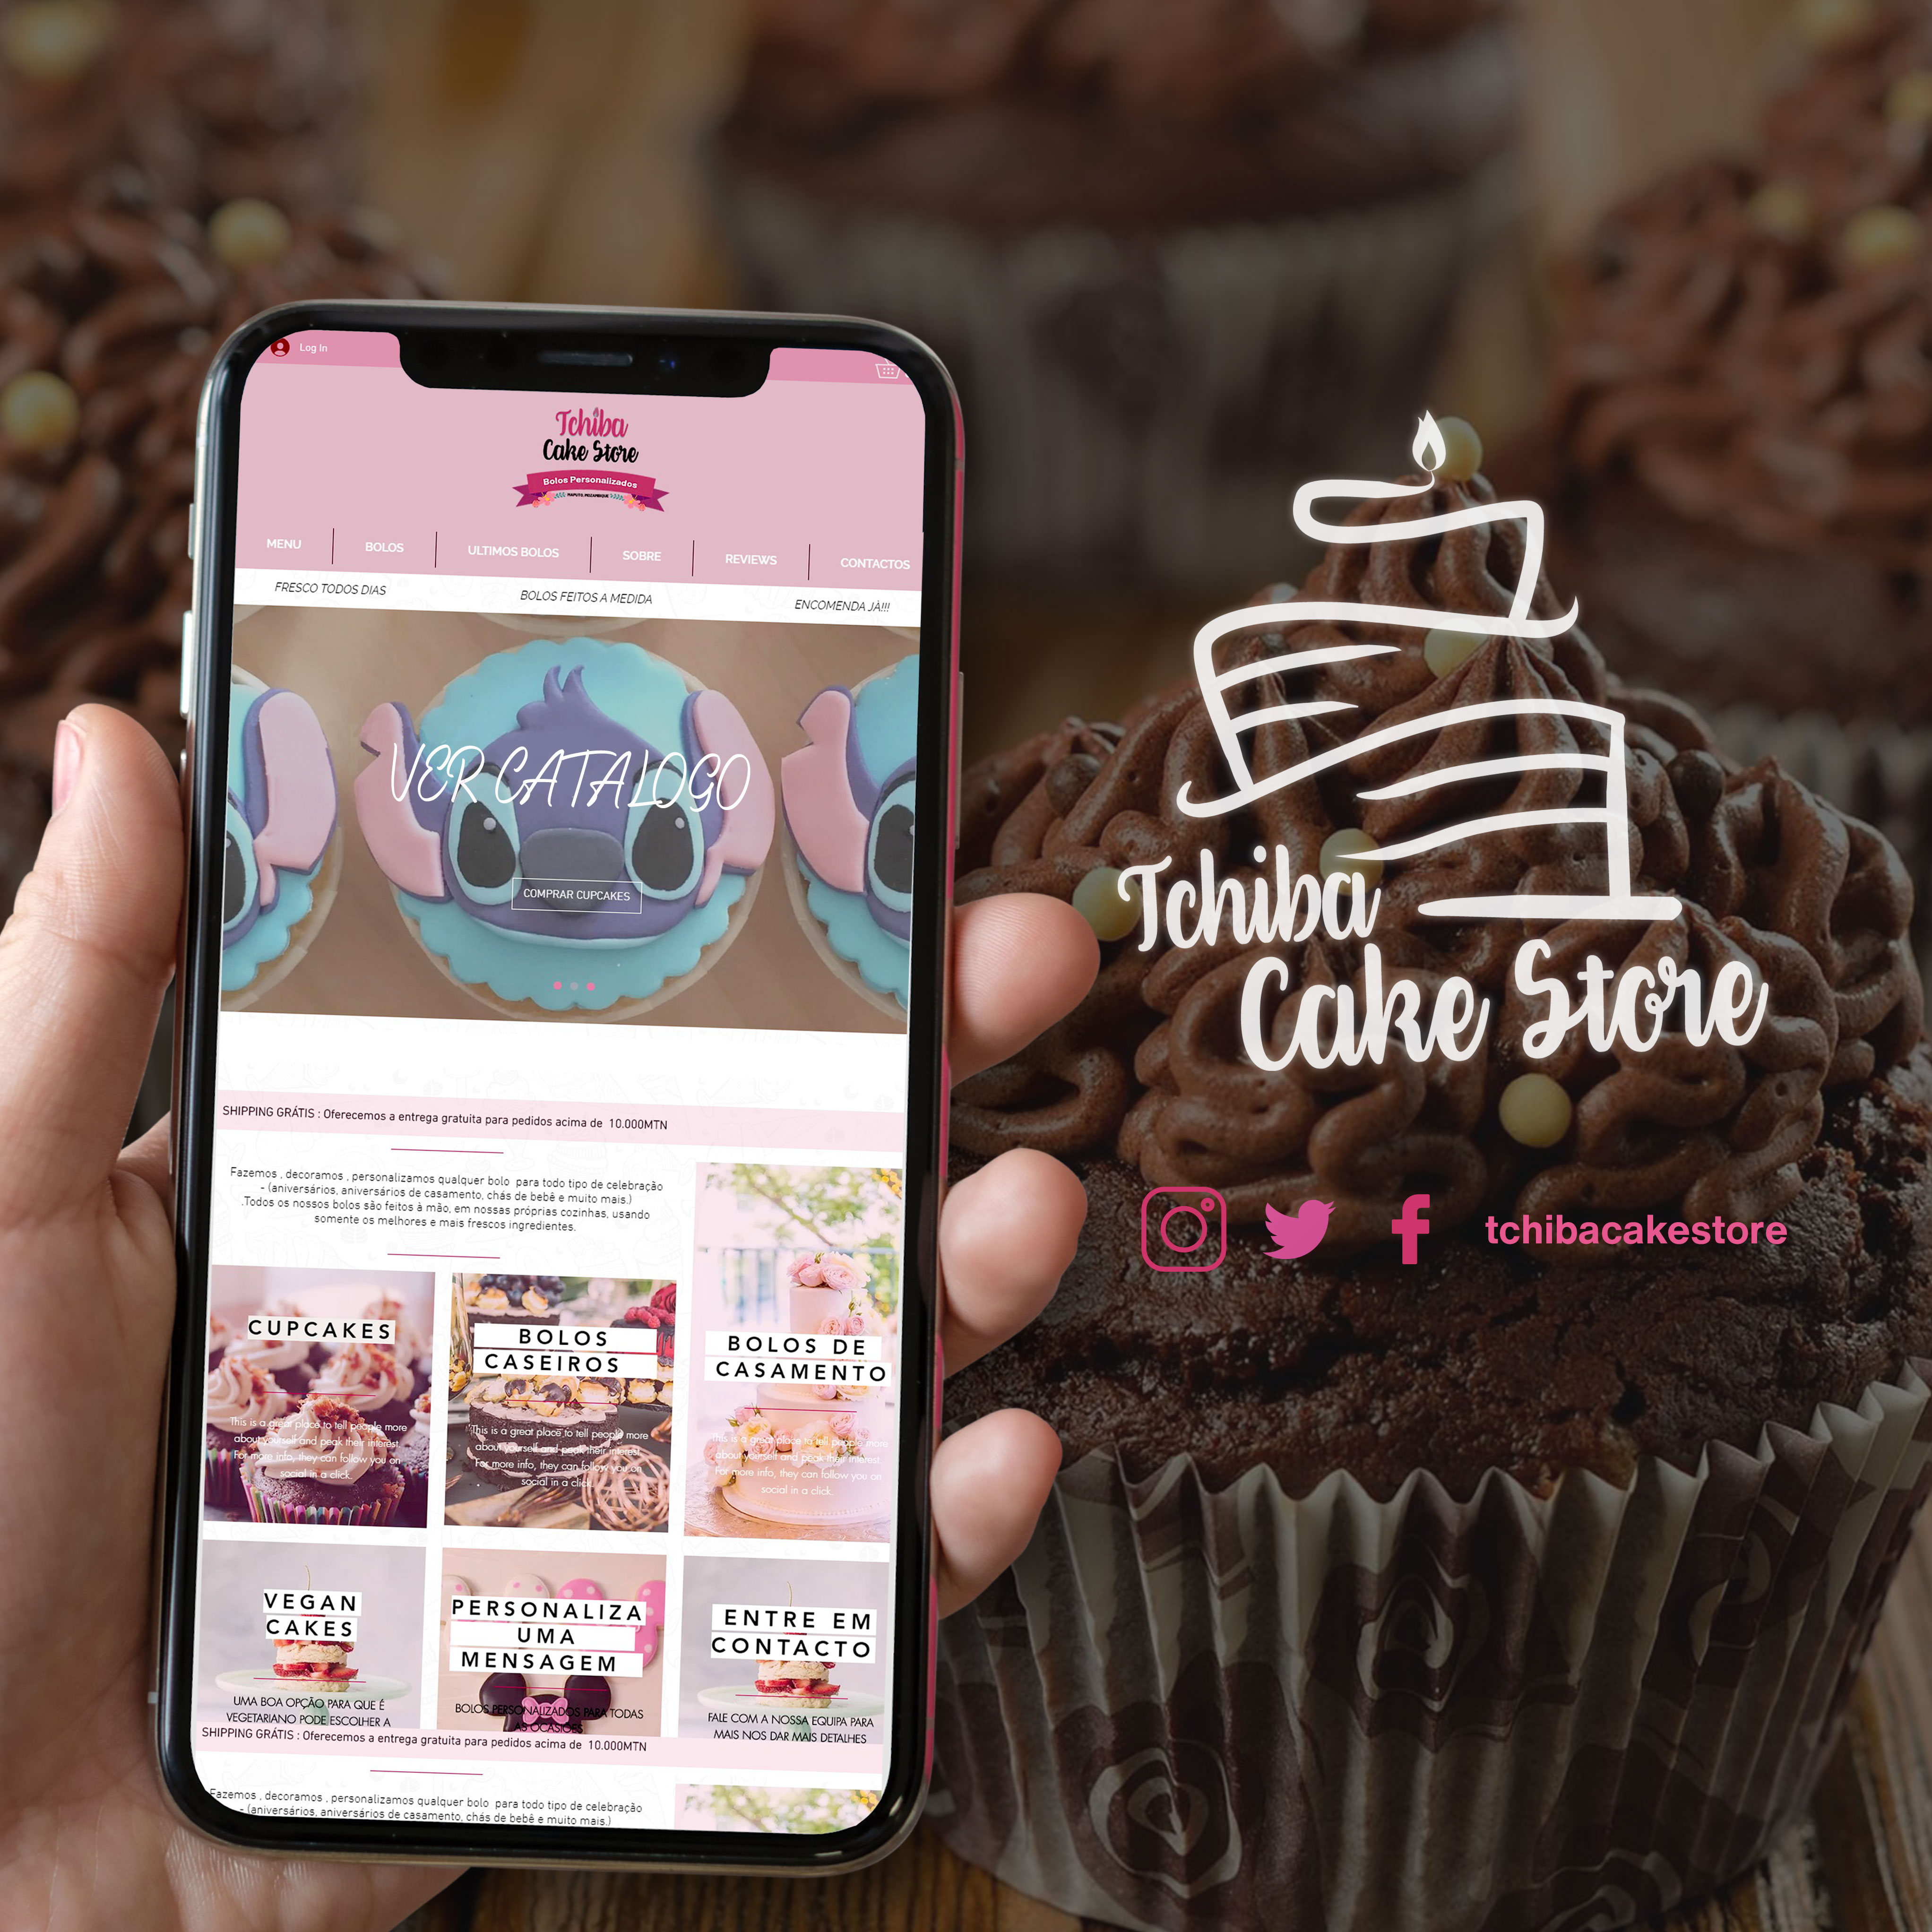 Log In
Tchiba
Cake Store
Bolos Personalizados
MAPUTO, MOZAMBIQUE
MENU
BOLOS
ULTIMOS BOLOS
SOBRE
REVIEWS
CONTACTOS
FRESCO TODOS DIAS
BOLOS FEITOS A MEDIDA
ENCOMENDA JÀ!!!
VER CATALOGO
COMPRAR CUPCAKES
SHIPPING GRÁTIS : Oferecemos a entrega gratuita para pedidos acima de 10.000MTN
Fazemos , decoramos , personalizamos qualquer bolo para todo tipo de celebração
- (aniversários, aniversários de casamento, chás de bebê e muito mais.)
.Todos os nossos bolos são feitos à mão, em nossas próprias cozinhas, usando
somente os melhores e mais frescos ingredientes.
CUPCAKES
This is a great place to tell people more
about yourself and peak their interest.
For more info, they can follow you on
social in a click.
BOLOS
CASEIROS
This is a great place to tell people more
about yourself and peak their interest.
For more info, they can follow you on
social in a click.
BOLOS DE
CASAMENTO
This is a great place to tell people more
about yourself and peak their interest.
For more info, they can follow you on
social in a click.
VEGAN
CAKES
UMA BOA OPÇÃO PARA QUE É
VEGETARIANO PODE ESCOLHER A
PERSONALIZA
UMA
MENSAGEM
BOLOS PERSONALIZADOS PARA TODAS
AS OCASIÕES
ENTRE EM
CONTACTO
FALE COM A NOSSA EQUIPA PARA
MAIS NOS DAR MAIS DETALHES
SHIPPING GRÁTIS : Oferecemos a entrega gratuita para pedidos acima de 10.000MTN
Fazemos , decoramos , personalizamos qualquer bolo para todo tipo de celebração
- (aniversários, aniversários de casamento, chás de bebê e muito mais.)
Tchiba
Cake Store
tchibacakestore